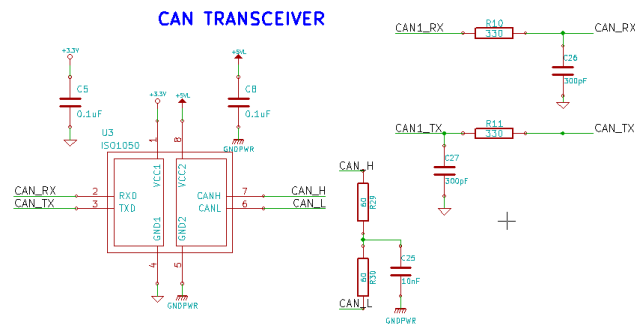 CAN TRANSCEIVER
CAN1_RX
R10
330
CAN_RX
C26
300pF
+3.3V
C5
0.1uF
+3.3V
+5VL
+5VL
C8
0.1uF
GNDPWR
CAN1_TX
R11
330
CAN_TX
C27
300pF
U3
ISO1050
1
8
VCC1
VCC2
CAN_RX
2
RXD
CANH
7
CAN_H
CAN_TX
3
TXD
CANL
6
CAN_L
GND1
GND2
4
5
GNDPWR
CAN_H
60
R29
C25
10nF
60
R30
CAN_L
GNDPWR